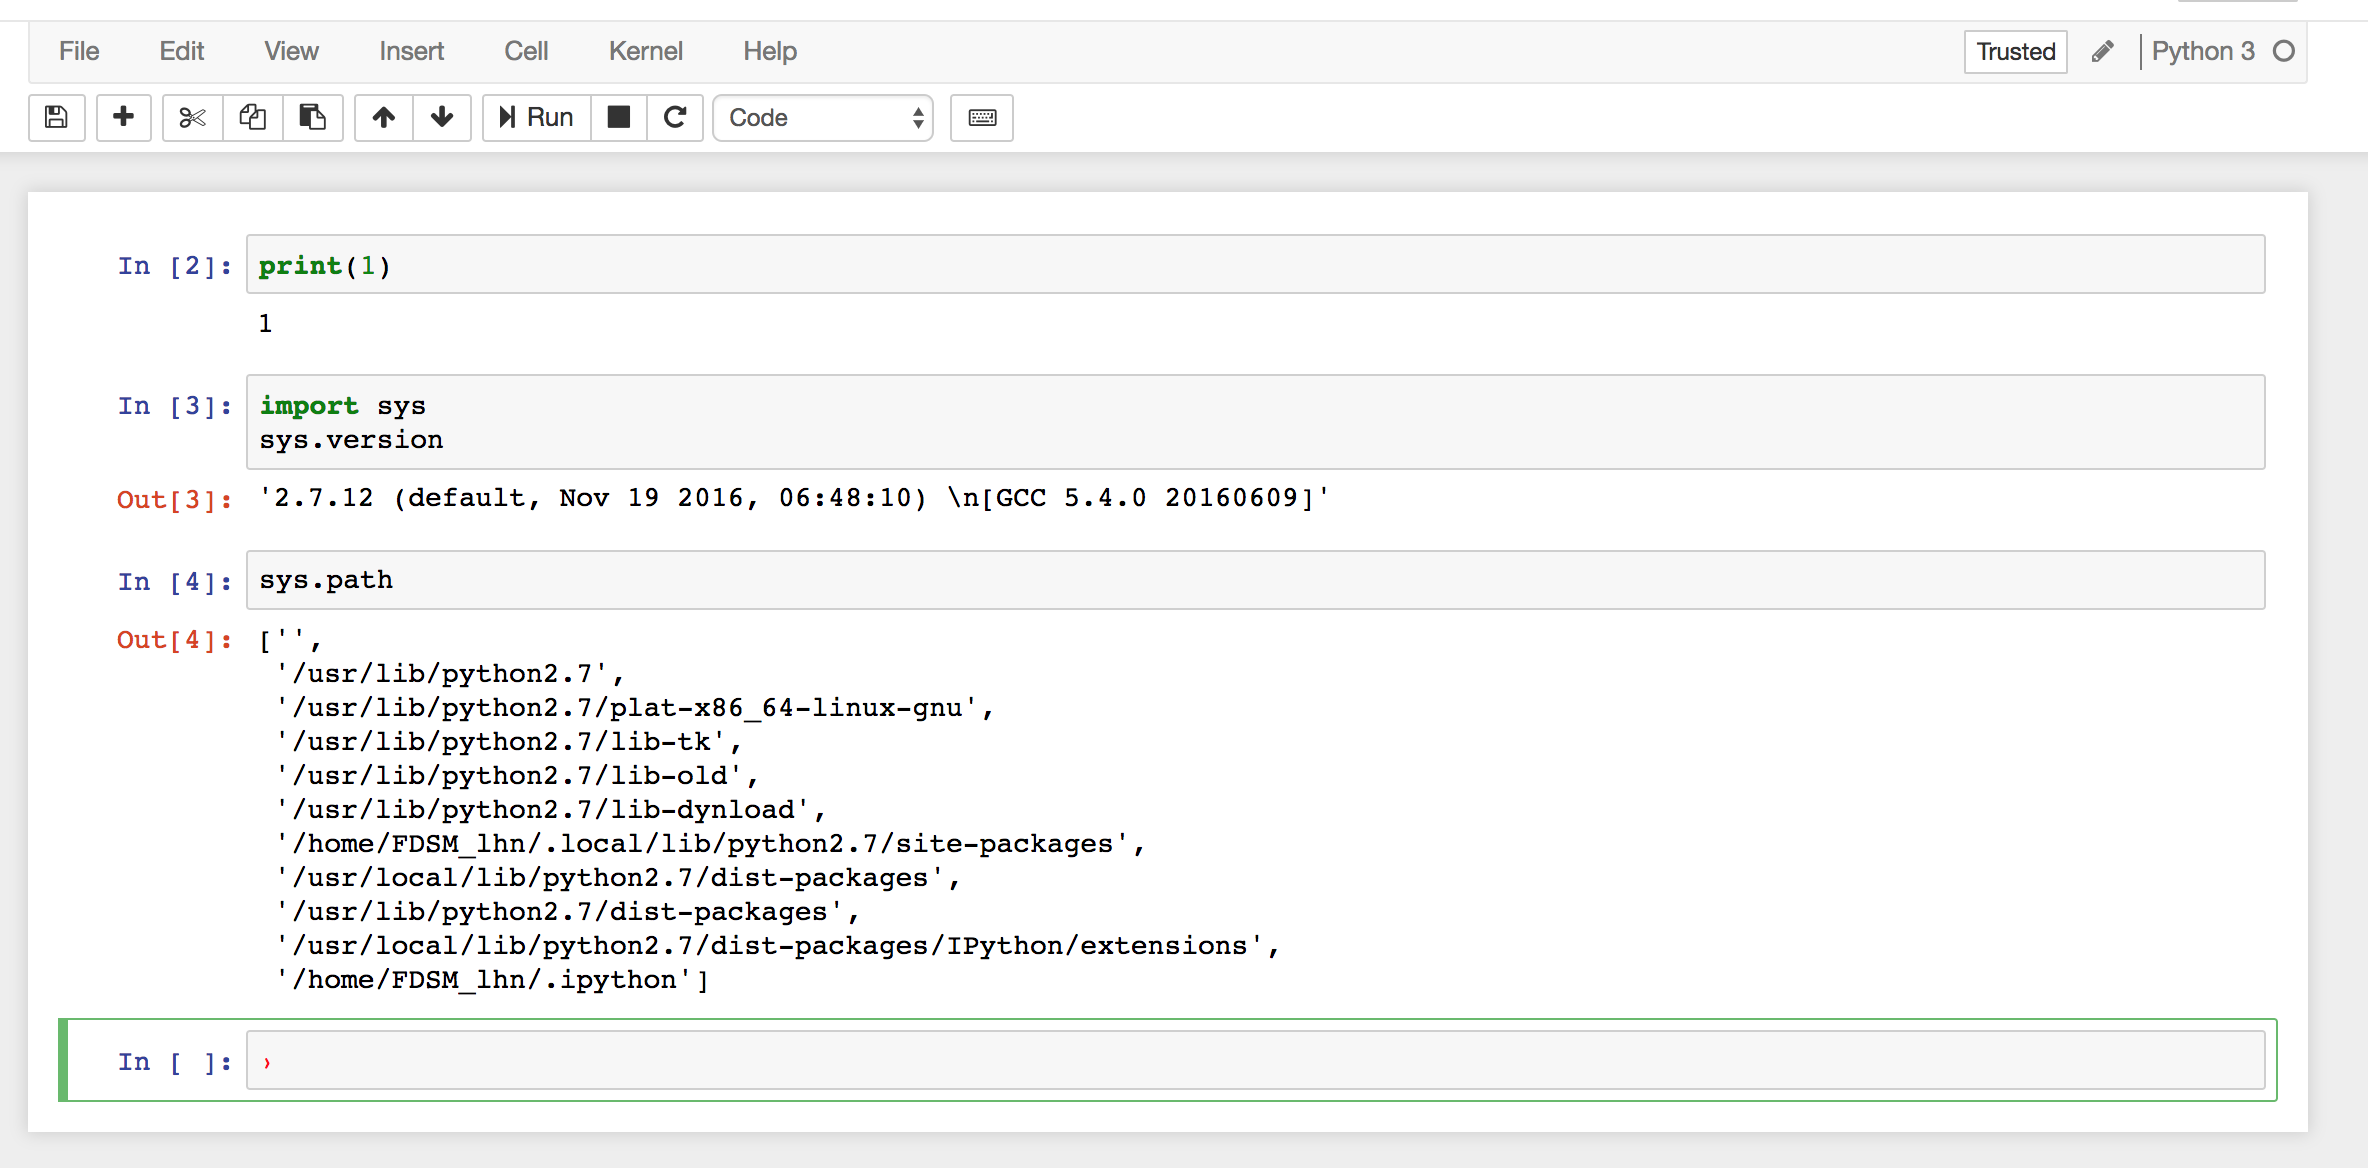 File Edit View Insert Cell Kernel Help Trusted Python 3
Run Code
In [2]: print(1)
1
In [3]: import sys
sys.version
Out[3]: '2.7.12 (default, Nov 19 2016, 06:48:10) \n[GCC 5.4.0 20160609]'
In [4]: sys.path
Out[4]: ['',
'/usr/lib/python2.7',
'/usr/lib/python2.7/plat-x86_64-linux-gnu',
'/usr/lib/python2.7/lib-tk',
'/usr/lib/python2.7/lib-old',
'/usr/lib/python2.7/lib-dynload',
'/home/FDSM_lhn/.local/lib/python2.7/site-packages',
'/usr/local/lib/python2.7/dist-packages',
'/usr/lib/python2.7/dist-packages',
'/usr/local/lib/python2.7/dist-packages/IPython/extensions',
'/home/FDSM_lhn/.ipython']
In [ ]: ›